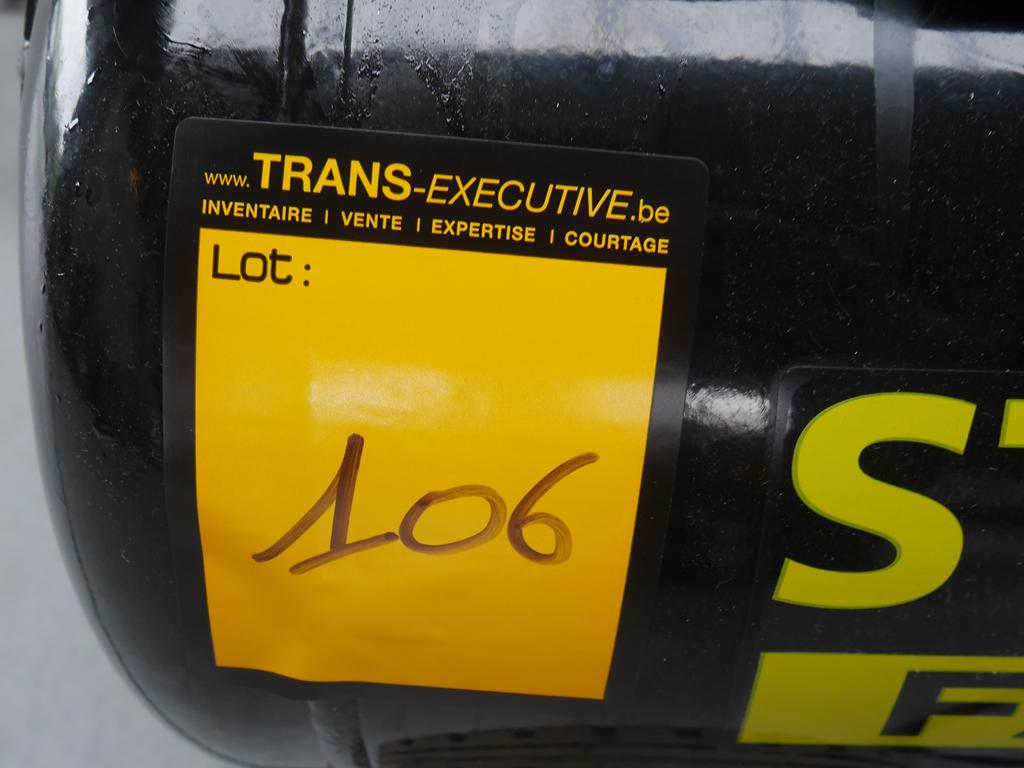 www.TRANS-EXECUTIVE.be
INVENTAIRE | VENTE | EXPERTISE | COURTAGE
Lot:
106